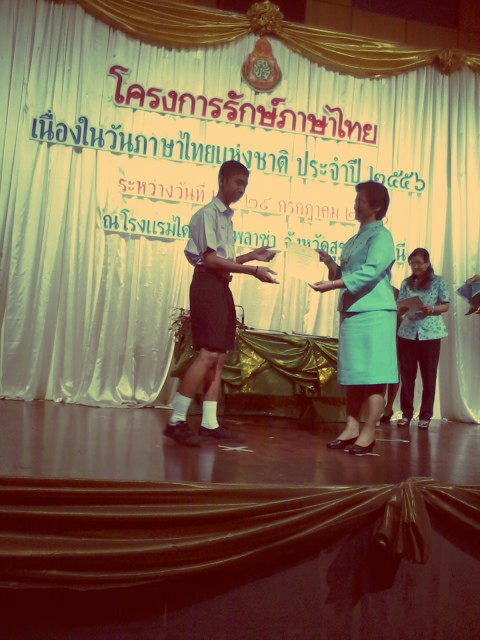 โครงการรักษ์ภาษาไทย
เนื่องในวันภาษาไทยแห่งชาติ ประจำปี ๒๕๕๖
ระหว่างวันที่ ๒๘ กรกฎาคม
ณ โรงแรม พลาซ่า จังหวัด